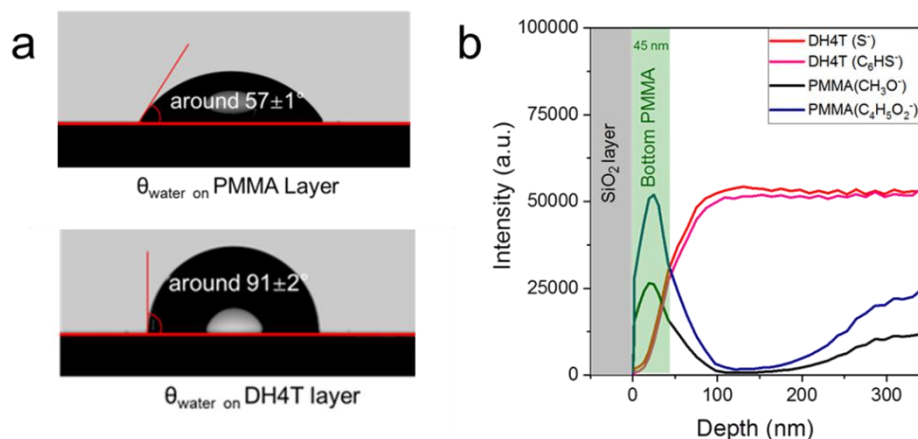 a
around 57±1°
θwater on PMMA Layer
around 91±2°
θwater on DH4T layer
b
100000
75000
50000
25000
0
Intensity (a.u.)
SiO₂ layer
Bottom PMMA
45 nm
DH4T (S⁻)
DH4T (C₆HS⁻)
PMMA(CH₃O⁻)
PMMA(C₄H₅O₂⁻)
0 100 200 300
Depth (nm)